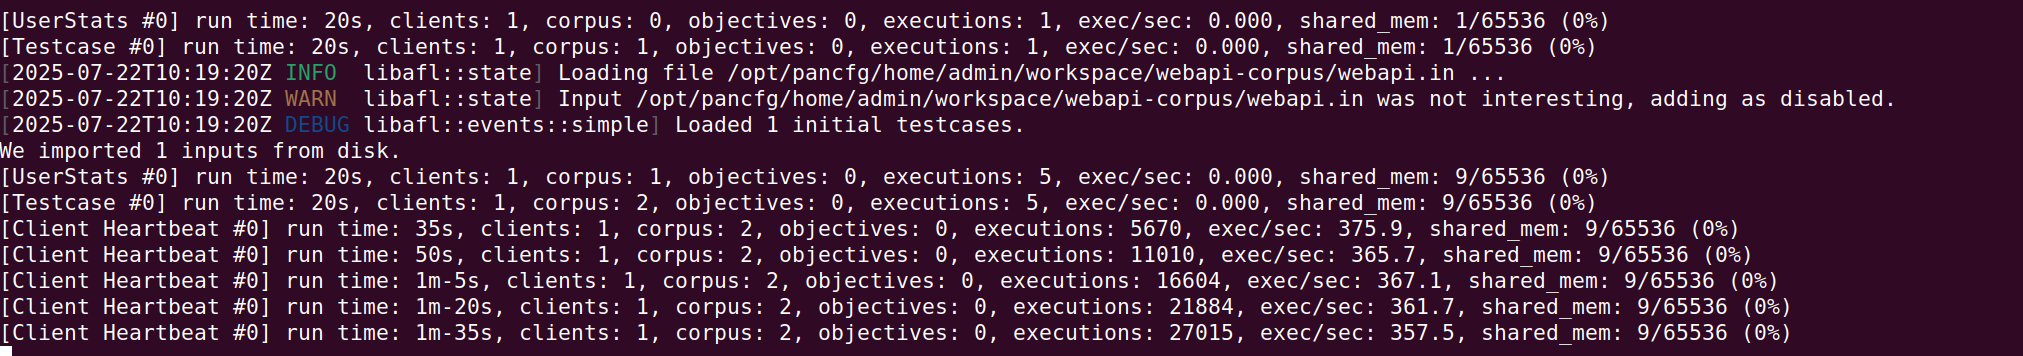 [UserStats #0] run time: 20s, clients: 1, corpus: 0, objectives: 0, executions: 1, exec/sec: 0.000, shared_mem: 1/65536 (0%)
[Testcase #0] run time: 20s, clients: 1, corpus: 1, objectives: 0, executions: 1, exec/sec: 0.000, shared_mem: 1/65536 (0%)
[2025-07-22T10:19:20Z INFO  libafl::state] Loading file /opt/pancfg/home/admin/workspace/webapi-corpus/webapi.in ...
[2025-07-22T10:19:20Z WARN  libafl::state] Input /opt/pancfg/home/admin/workspace/webapi-corpus/webapi.in was not interesting, adding as disabled.
[2025-07-22T10:19:20Z DEBUG libafl::events::simple] Loaded 1 initial testcases.
We imported 1 inputs from disk.
[UserStats #0] run time: 20s, clients: 1, corpus: 1, objectives: 0, executions: 5, exec/sec: 0.000, shared_mem: 9/65536 (0%)
[Testcase #0] run time: 20s, clients: 1, corpus: 2, objectives: 0, executions: 5, exec/sec: 0.000, shared_mem: 9/65536 (0%)
[Client Heartbeat #0] run time: 35s, clients: 1, corpus: 2, objectives: 0, executions: 5670, exec/sec: 375.9, shared_mem: 9/65536 (0%)
[Client Heartbeat #0] run time: 50s, clients: 1, corpus: 2, objectives: 0, executions: 11010, exec/sec: 365.7, shared_mem: 9/65536 (0%)
[Client Heartbeat #0] run time: 1m-5s, clients: 1, corpus: 2, objectives: 0, executions: 16604, exec/sec: 367.1, shared_mem: 9/65536 (0%)
[Client Heartbeat #0] run time: 1m-20s, clients: 1, corpus: 2, objectives: 0, executions: 21884, exec/sec: 361.7, shared_mem: 9/65536 (0%)
[Client Heartbeat #0] run time: 1m-35s, clients: 1, corpus: 2, objectives: 0, executions: 27015, exec/sec: 357.5, shared_mem: 9/65536 (0%)